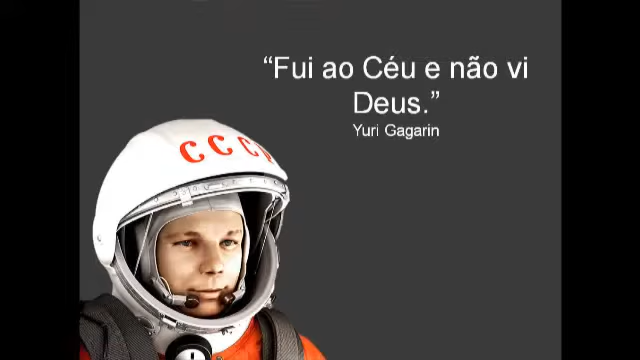 “Fui ao Céu e não vi
Deus.”
Yuri Gagarin
CCCP